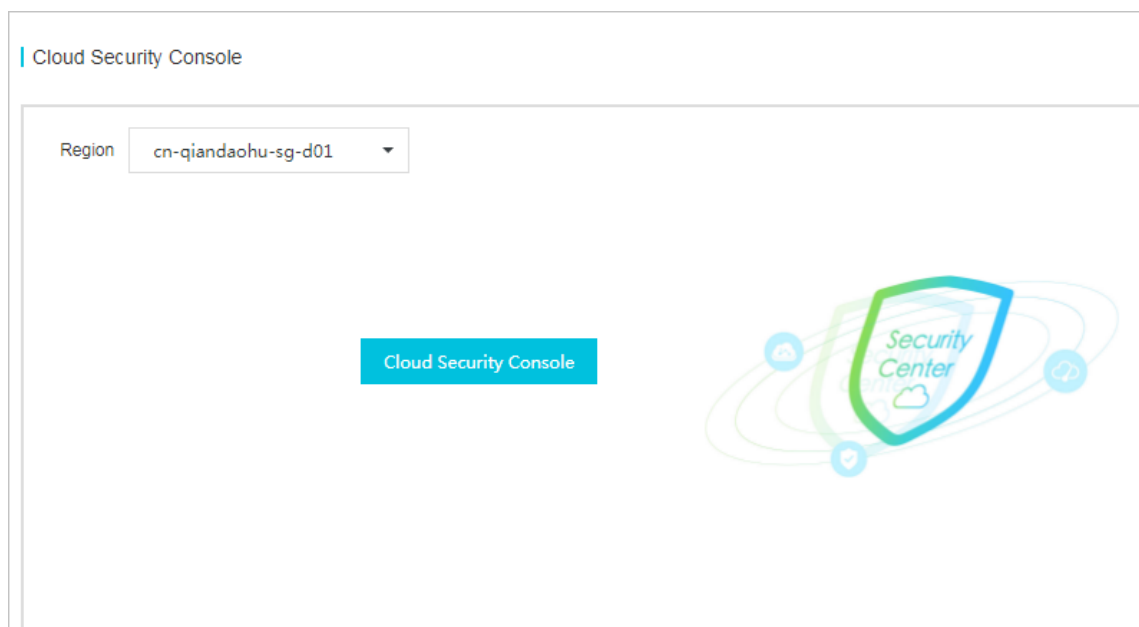 Cloud Security Console
Region
cn-qiandaohu-sg-d01
Cloud Security Console
Security
Center